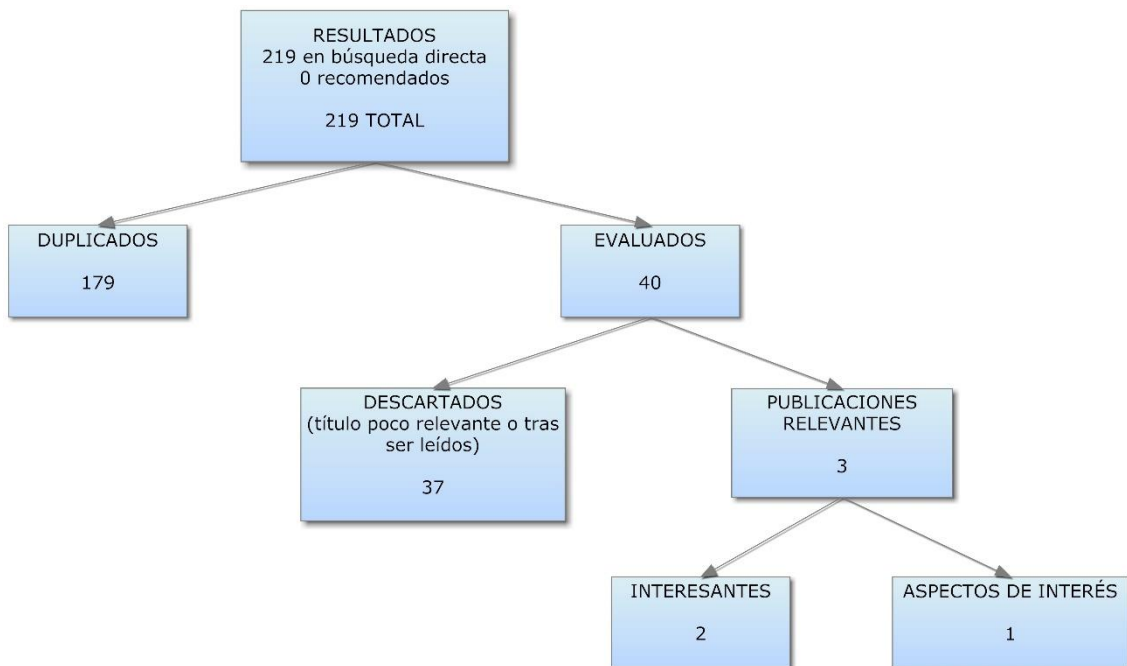 RESULTADOS
219 en búsqueda directa
0 recomendados
219 TOTAL
DUPLICADOS
179
EVALUADOS
40
DESCARTADOS
(título poco relevante o tras
ser leídos)
37
PUBLICACIONES
RELEVANTES
3
INTERESANTES
2
ASPECTOS DE INTERÉS
1